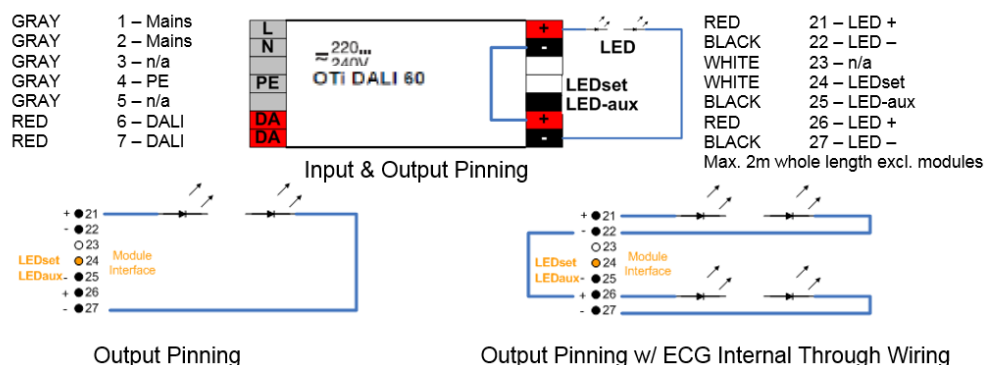 GRAY 1 – Mains
GRAY 2 – Mains
GRAY 3 – n/a
GRAY 4 – PE
GRAY 5 – n/a
RED 6 – DALI
RED 7 – DALI
L
N
PE
DA
DA
220...
240V
OTi DALI 60
+
-
LED
LEDset
LED-aux
+
-
RED 21 – LED +
BLACK 22 – LED –
WHITE 23 – n/a
WHITE 24 – LEDset
BLACK 25 – LED-aux
RED 26 – LED +
BLACK 27 – LED –
Max. 2m whole length excl. modules
Input & Output Pinning
+ 21
- 22
23
LEDset 24
LEDaux - 25
+ 26
- 27
Module
Interface
Output Pinning
+ 21
- 22
23
LEDset 24
LEDaux - 25
+ 26
- 27
Module
Interface
Output Pinning w/ ECG Internal Through Wiring